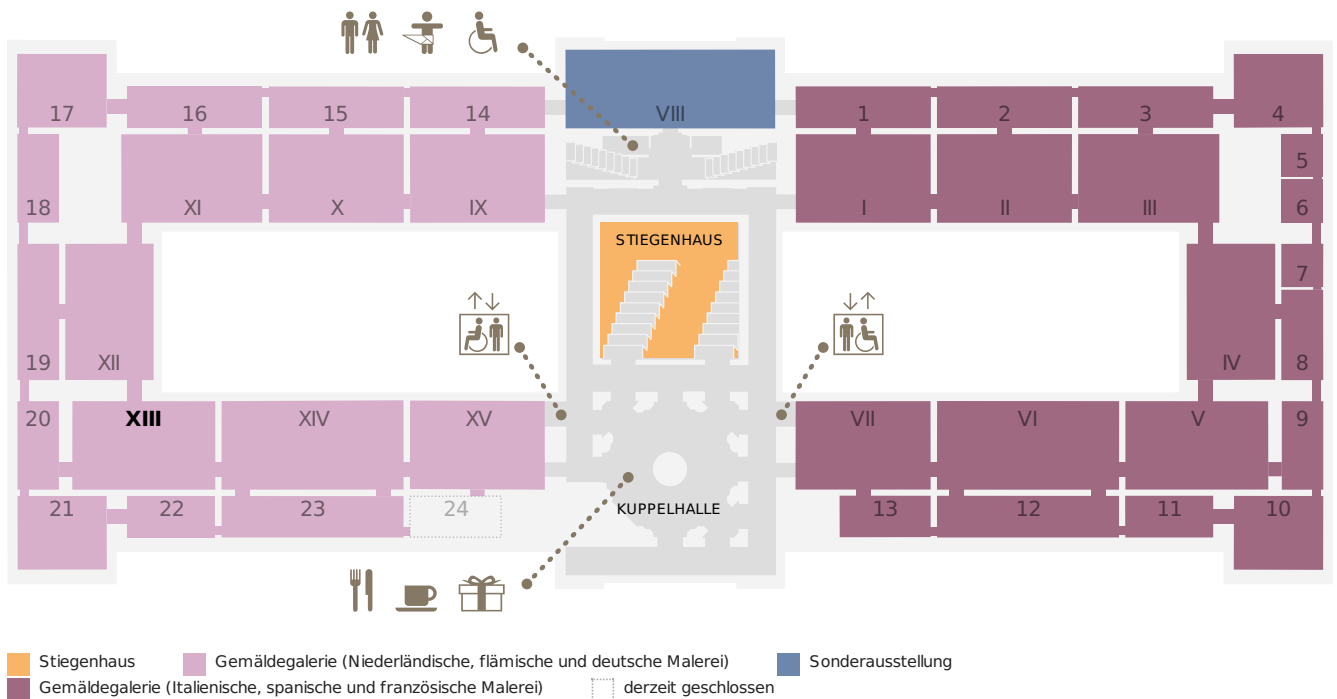 17
16
15
14
VIII
1
2
3
4
5
18
XI
X
IX
I
II
III
6
STIEGENHAUS
7
19
XII
IV
8
20
XIII
XIV
XV
VII
VI
V
9
21
22
23
24
KUPPELHALLE
13
12
11
10
Stiegenhaus
Gemäldegalerie (Niederländische, flämische und deutsche Malerei)
Sonderausstellung
Gemäldegalerie (Italienische, spanische und französische Malerei)
derzeit geschlossen